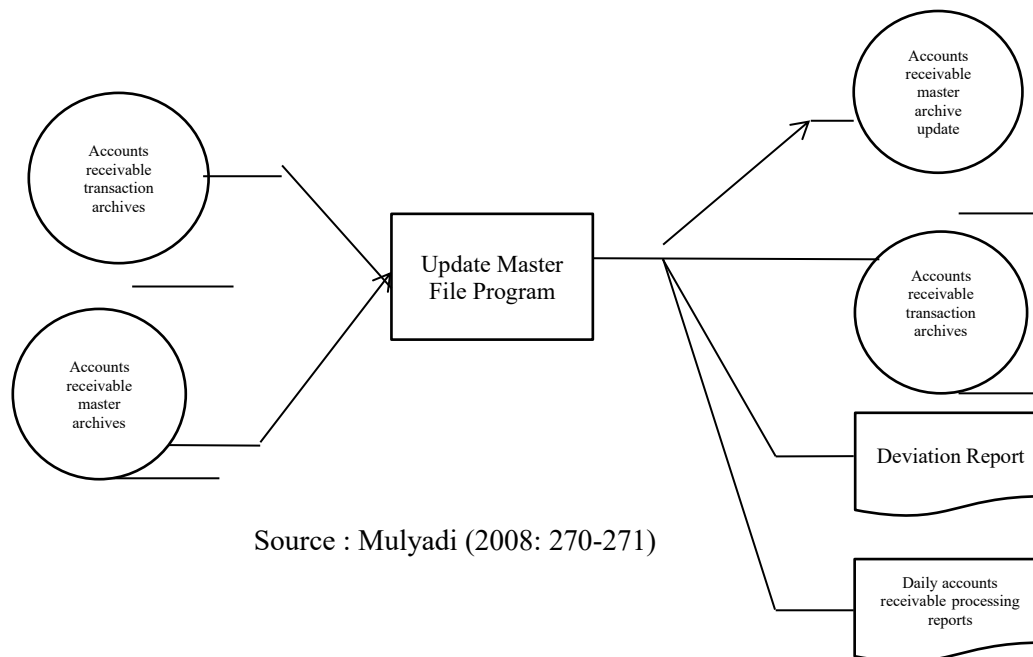 Accounts
receivable
transaction
archives
Accounts
receivable
master
archives
Update Master
File Program
Accounts
receivable
master
archive
update
Accounts
receivable
transaction
archives
Deviation Report
Daily accounts
receivable processing
reports
Source : Mulyadi (2008: 270-271)